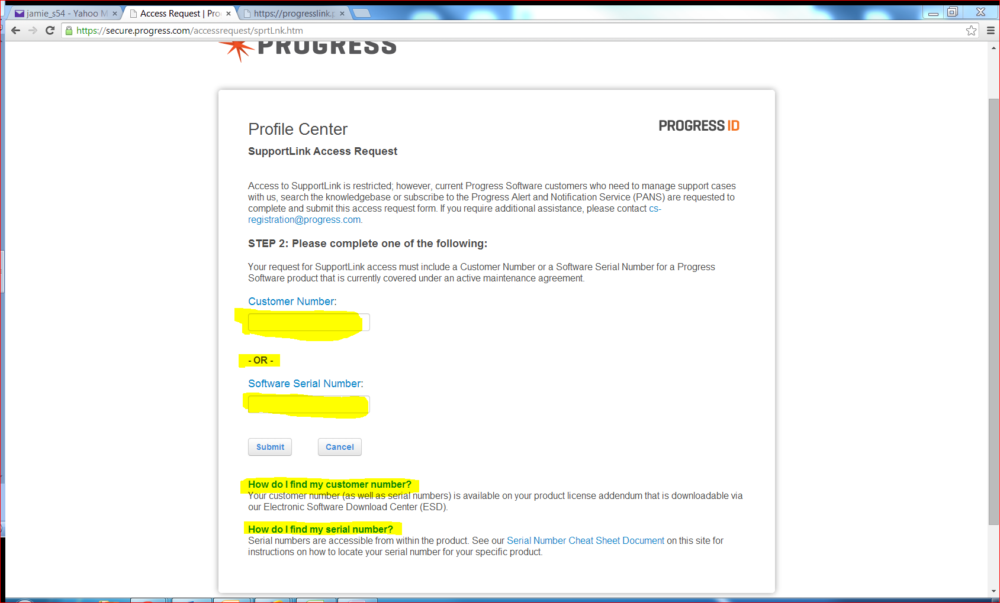 jamie_s54 - Yahoo M
Access Request | Pro
https://progresslink.p
https://secure.progress.com/accessrequest/sprtLnk.htm
PROGRESS
Profile Center
PROGRESS ID
SupportLink Access Request
Access to SupportLink is restricted; however, current Progress Software customers who need to manage support cases
with us, search the knowledgebase or subscribe to the Progress Alert and Notification Service (PANS) are requested to
complete and submit this access request form. If you require additional assistance, please contact cs-
registration@progress.com.
STEP 2: Please complete one of the following:
Your request for SupportLink access must include a Customer Number or a Software Serial Number for a Progress
Software product that is currently covered under an active maintenance agreement.
Customer Number:
- OR -
Software Serial Number:
Submit
Cancel
How do I find my customer number?
Your customer number (as well as serial numbers) is available on your product license addendum that is downloadable via
our Electronic Software Download Center (ESD).
How do I find my serial number?
Serial numbers are accessible from within the product. See our Serial Number Cheat Sheet Document on this site for
instructions on how to locate your serial number for your specific product.